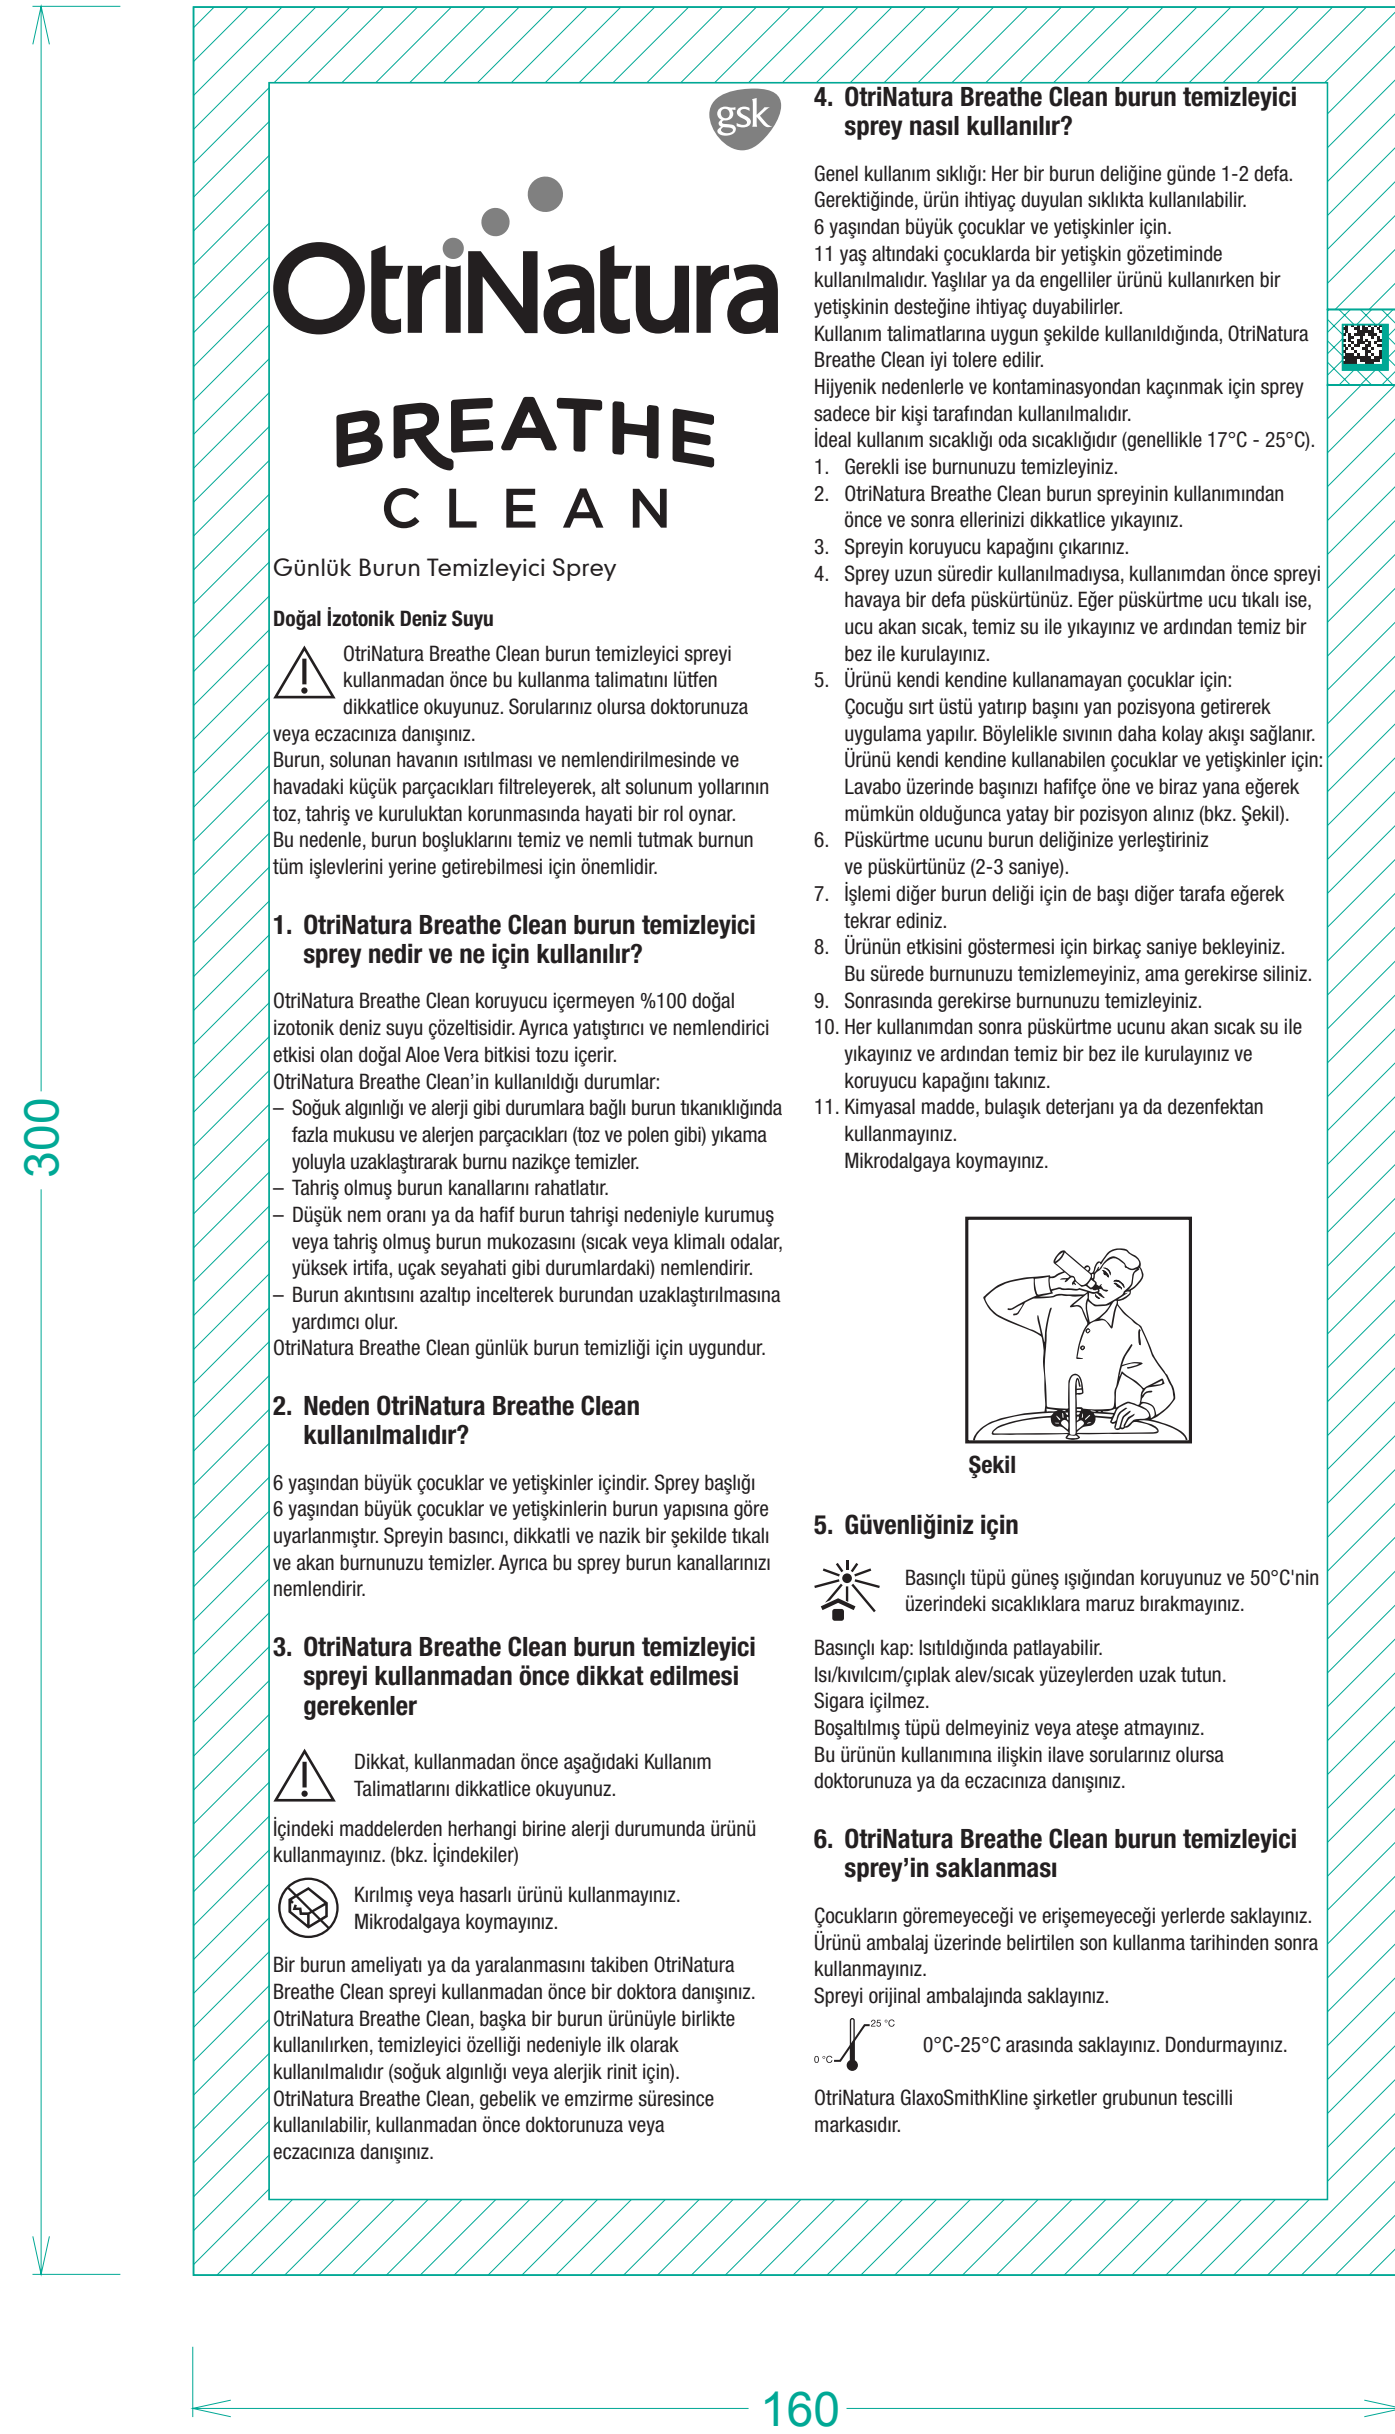 gsk
OtriNatura
BREATHE
CLEAN
Günlük Burun Temizleyici Sprey
Doğal İzotonik Deniz Suyu
OtriNatura Breathe Clean burun temizleyici spreyi
kullanmadan önce bu kullanma talimatını lütfen
dikkatlice okuyunuz. Sorularınız olursa doktorunuza
veya eczacınıza danışınız.
Burun, solunan havanın ısıtılması ve nemlendirilmesinde ve
havadaki küçük parçacıkları filtreleyerek, alt solunum yollarının
toz, tahriş ve kuruluktan korunmasında hayati bir rol oynar.
Bu nedenle, burun boşluklarını temiz ve nemli tutmak burnun
tüm işlevlerini yerine getirebilmesi için önemlidir.
1. OtriNatura Breathe Clean burun temizleyici
sprey nedir ve ne için kullanılır?
OtriNatura Breathe Clean koruyucu içermeyen %100 doğal
izotonik deniz suyu çözeltisidir. Ayrıca yatıştırıcı ve nemlendirici
etkisi olan doğal Aloe Vera bitkisi tozu içerir.
OtriNatura Breathe Clean’in kullanıldığı durumlar:
– Soğuk algınlığı ve alerji gibi durumlara bağlı burun tıkanıklığında
fazla mukusu ve alerjen parçacıkları (toz ve polen gibi) yıkama
yoluyla uzaklaştırarak burnu nazikçe temizler.
– Tahriş olmuş burun kanallarını rahatlatır.
– Düşük nem oranı ya da hafif burun tahrişi nedeniyle kurumuş
veya tahriş olmuş burun mukozasını (sıcak veya klimalı odalar,
yüksek irtifa, uçak seyahati gibi durumlardaki) nemlendirir.
– Burun akıntısını azaltıp incelterek burundan uzaklaştırılmasına
yardımcı olur.
OtriNatura Breathe Clean günlük burun temizliği için uygundur.
2. Neden OtriNatura Breathe Clean
kullanılmalıdır?
6 yaşından büyük çocuklar ve yetişkinler içindir. Sprey başlığı
6 yaşından büyük çocuklar ve yetişkinlerin burun yapısına göre
uyarlanmıştır. Spreyin basıncı, dikkatli ve nazik bir şekilde tıkalı
ve akan burnunuzu temizler. Ayrıca bu sprey burun kanallarınızı
nemlendirir.
3. OtriNatura Breathe Clean burun temizleyici
spreyi kullanmadan önce dikkat edilmesi
gerekenler
Dikkat, kullanmadan önce aşağıdaki Kullanım
Talimatlarını dikkatlice okuyunuz.
İçindeki maddelerden herhangi birine alerji durumunda ürünü
kullanmayınız. (bkz. İçindekiler)
Kırılmış veya hasarlı ürünü kullanmayınız.
Mikrodalgaya koymayınız.
Bir burun ameliyatı ya da yaralanmasını takiben OtriNatura
Breathe Clean spreyi kullanmadan önce bir doktora danışınız.
OtriNatura Breathe Clean, başka bir burun ürünüyle birlikte
kullanılırken, temizleyici özelliği nedeniyle ilk olarak
kullanılmalıdır (soğuk algınlığı veya alerjik rinit için).
OtriNatura Breathe Clean, gebelik ve emzirme süresince
kullanılabilir, kullanmadan önce doktorunuza veya
eczacınıza danışınız.
4. OtriNatura Breathe Clean burun temizleyici
sprey nasıl kullanılır?
Genel kullanım sıklığı: Her bir burun deliğine günde 1-2 defa.
Gerektiğinde, ürün ihtiyaç duyulan sıklıkta kullanılabilir.
6 yaşından büyük çocuklar ve yetişkinler için.
11 yaş altındaki çocuklarda bir yetişkin gözetiminde
kullanılmalıdır. Yaşlılar ya da engelliler ürünü kullanırken bir
yetişkinin desteğine ihtiyaç duyabilirler.
Kullanım talimatlarına uygun şekilde kullanıldığında, OtriNatura
Breathe Clean iyi tolere edilir.
Hijyenik nedenlerle ve kontaminasyondan kaçınmak için sprey
sadece bir kişi tarafından kullanılmalıdır.
İdeal kullanım sıcaklığı oda sıcaklığıdır (genellikle 17°C - 25°C).
1. Gerekli ise burnunuzu temizleyiniz.
2. OtriNatura Breathe Clean burun spreyinin kullanımından
önce ve sonra ellerinizi dikkatlice yıkayınız.
3. Spreyin koruyucu kapağını çıkarınız.
4. Sprey uzun süredir kullanılmadıysa, kullanımdan önce spreyi
havaya bir defa püskürtünüz. Eğer püskürtme ucu tıkalı ise,
ucu akan sıcak, temiz su ile yıkayınız ve ardından temiz bir
bez ile kurulayınız.
5. Ürünü kendi kendine kullanamayan çocuklar için:
Çocuğu sırt üstü yatırıp başını yan pozisyona getirerek
uygulama yapılır. Böylelikle sıvının daha kolay akışı sağlanır.
Ürünü kendi kendine kullanabilen çocuklar ve yetişkinler için:
Lavabo üzerinde başınızı hafifçe öne ve biraz yana eğerek
mümkün olduğunca yatay bir pozisyon alınız (bkz. Şekil).
6. Püskürtme ucunu burun deliğinize yerleştiriniz
ve püskürtünüz (2-3 saniye).
7. İşlemi diğer burun deliği için de başı diğer tarafa eğerek
tekrar ediniz.
8. Ürünün etkisini göstermesi için birkaç saniye bekleyiniz.
Bu sürede burnunuzu temizlemeyiniz, ama gerekirse siliniz.
9. Sonrasında gerekirse burnunuzu temizleyiniz.
10. Her kullanımdan sonra püskürtme ucunu akan sıcak su ile
yıkayınız ve ardından temiz bir bez ile kurulayınız ve
koruyucu kapağını takınız.
11. Kimyasal madde, bulaşık deterjanı ya da dezenfektan
kullanmayınız.
Mikrodalgaya koymayınız.
Şekil
5. Güvenliğiniz için
Basınçlı tüpü güneş ışığından koruyunuz ve 50°C'nin
üzerindeki sıcaklıklara maruz bırakmayınız.
Basınçlı kap: Isıtıldığında patlayabilir.
Isı/kıvılcım/çıplak alev/sıcak yüzeylerden uzak tutun.
Sigara içilmez.
Boşaltılmış tüpü delmeyiniz veya ateşe atmayınız.
Bu ürünün kullanımına ilişkin ilave sorularınız olursa
doktorunuza ya da eczacınıza danışınız.
6. OtriNatura Breathe Clean burun temizleyici
sprey’in saklanması
Çocukların göremeyeceği ve erişemeyeceği yerlerde saklayınız.
Ürünü ambalaj üzerinde belirtilen son kullanma tarihinden sonra
kullanmayınız.
Spreyi orijinal ambalajında saklayınız.
25 °C
0 °C
0°C-25°C arasında saklayınız. Dondurmayınız.
OtriNatura GlaxoSmithKline şirketler grubunun tescilli
markasıdır.
300
160